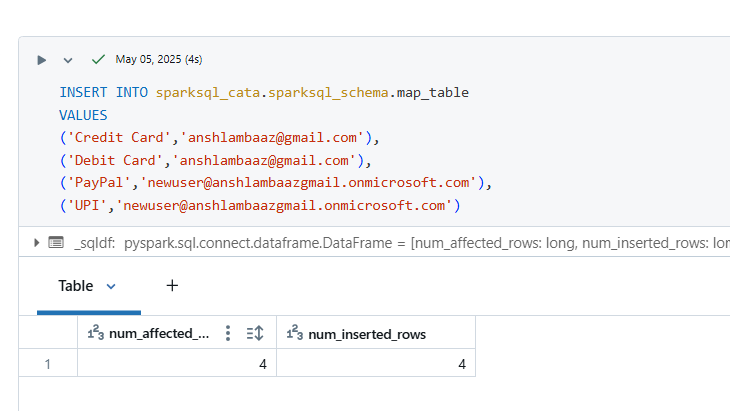 May 05, 2025 (4s)
INSERT INTO sparksql_cata.sparksql_schema.map_table
VALUES
('Credit Card','anshlambaaz@gmail.com'),
('Debit Card','anshlambaaz@gmail.com'),
('PayPal','newuser@anshlambaazgmail.onmicrosoft.com'),
('UPI','newuser@anshlambaazgmail.onmicrosoft.com')
_sqldf: pyspark.sql.connect.dataframe.DataFrame = [num_affected_rows: long, num_inserted_rows: lon
Table +
123 num_affected_... 123 num_inserted_rows
1 4 4